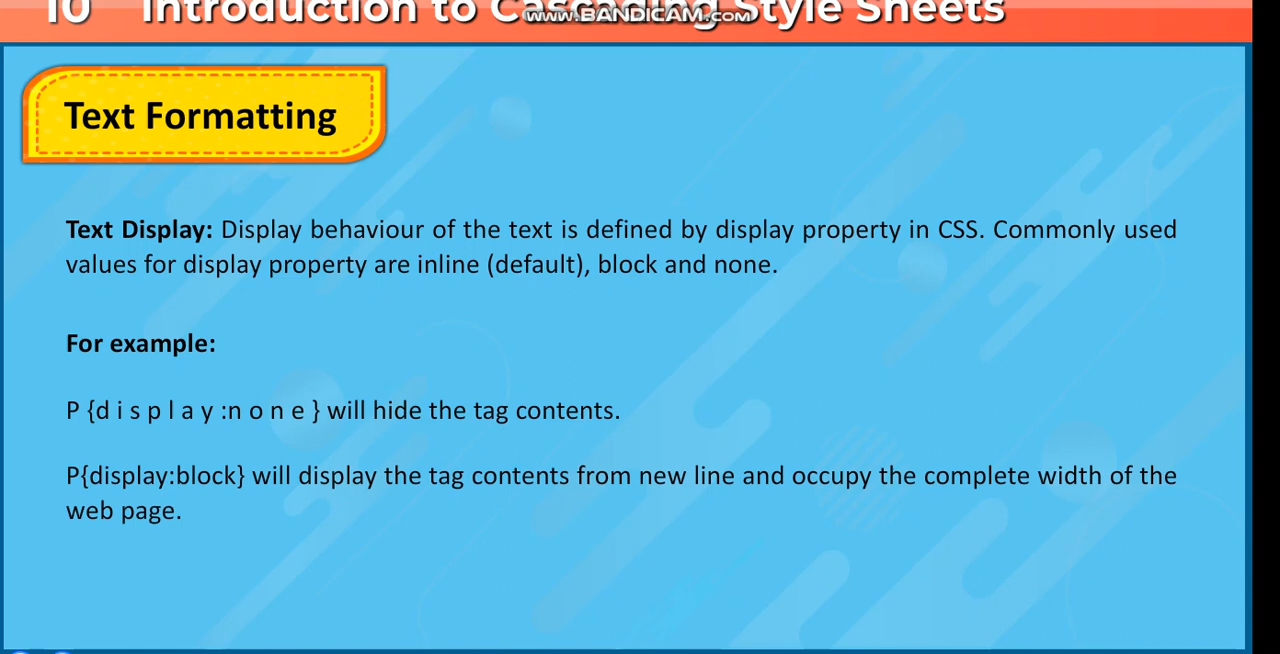 10 Introduction to Cascading Style Sheets
www.BANDICAM.com
Text Formatting
Text Display: Display behaviour of the text is defined by display property in CSS. Commonly used
values for display property are inline (default), block and none.
For example:
P {d i s p l a y :n o n e } will hide the tag contents.
P{display:block} will display the tag contents from new line and occupy the complete width of the
web page.